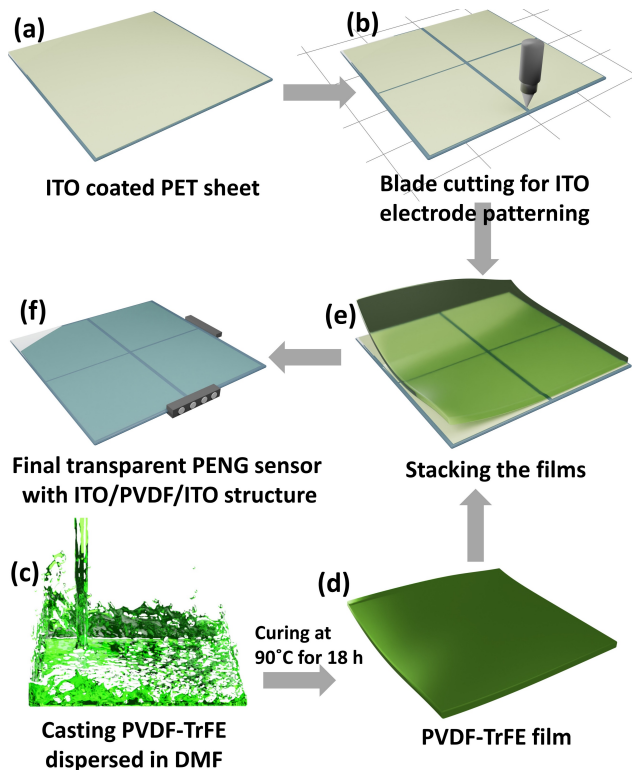 (a)
ITO coated PET sheet
(b)
Blade cutting for ITO
electrode patterning
(f)
Final transparent PENG sensor
with ITO/PVDF/ITO structure
(e)
Stacking the films
(c)
Casting PVDF-TrFE
dispersed in DMF
Curing at
90˚C for 18 h
(d)
PVDF-TrFE film